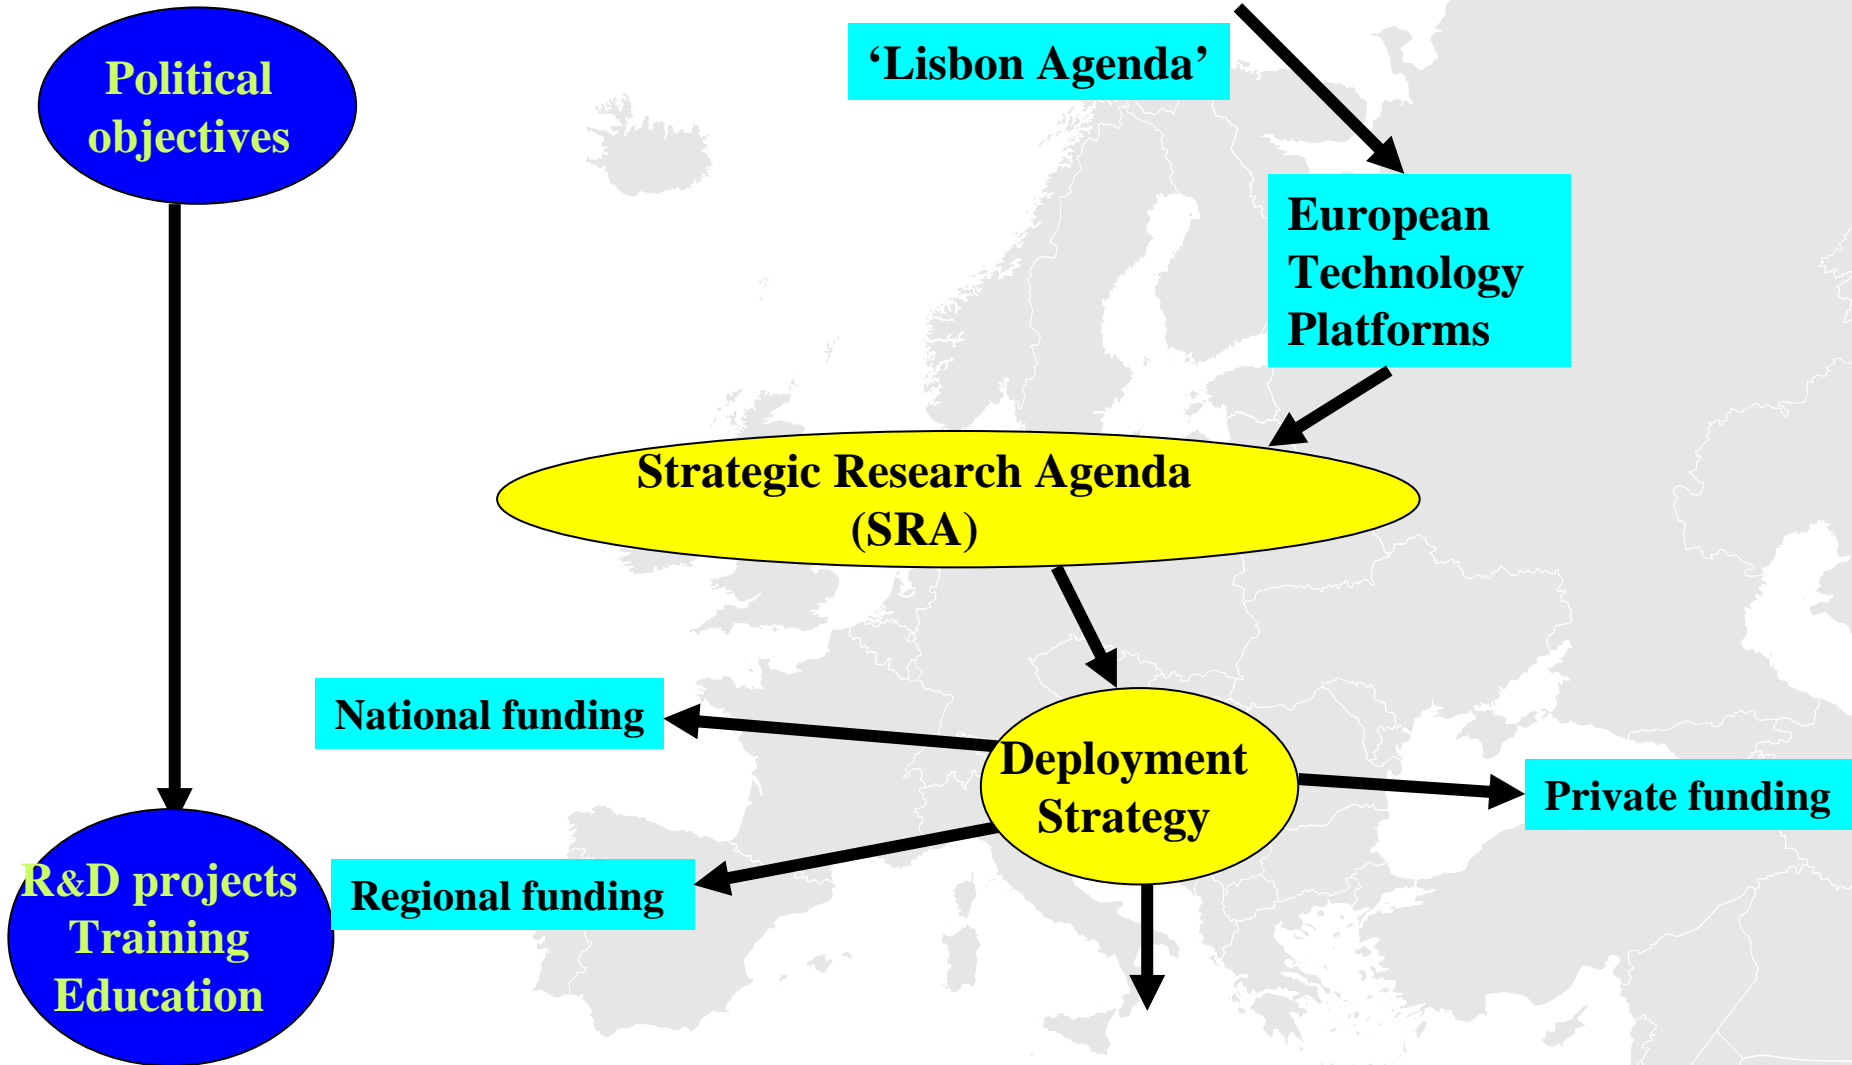 Political
objectives
‘Lisbon Agenda’
European
Technology
Platforms
Strategic Research Agenda
(SRA)
National funding
Deployment
Strategy
Private funding
Regional funding
R&D projects
Training
Education